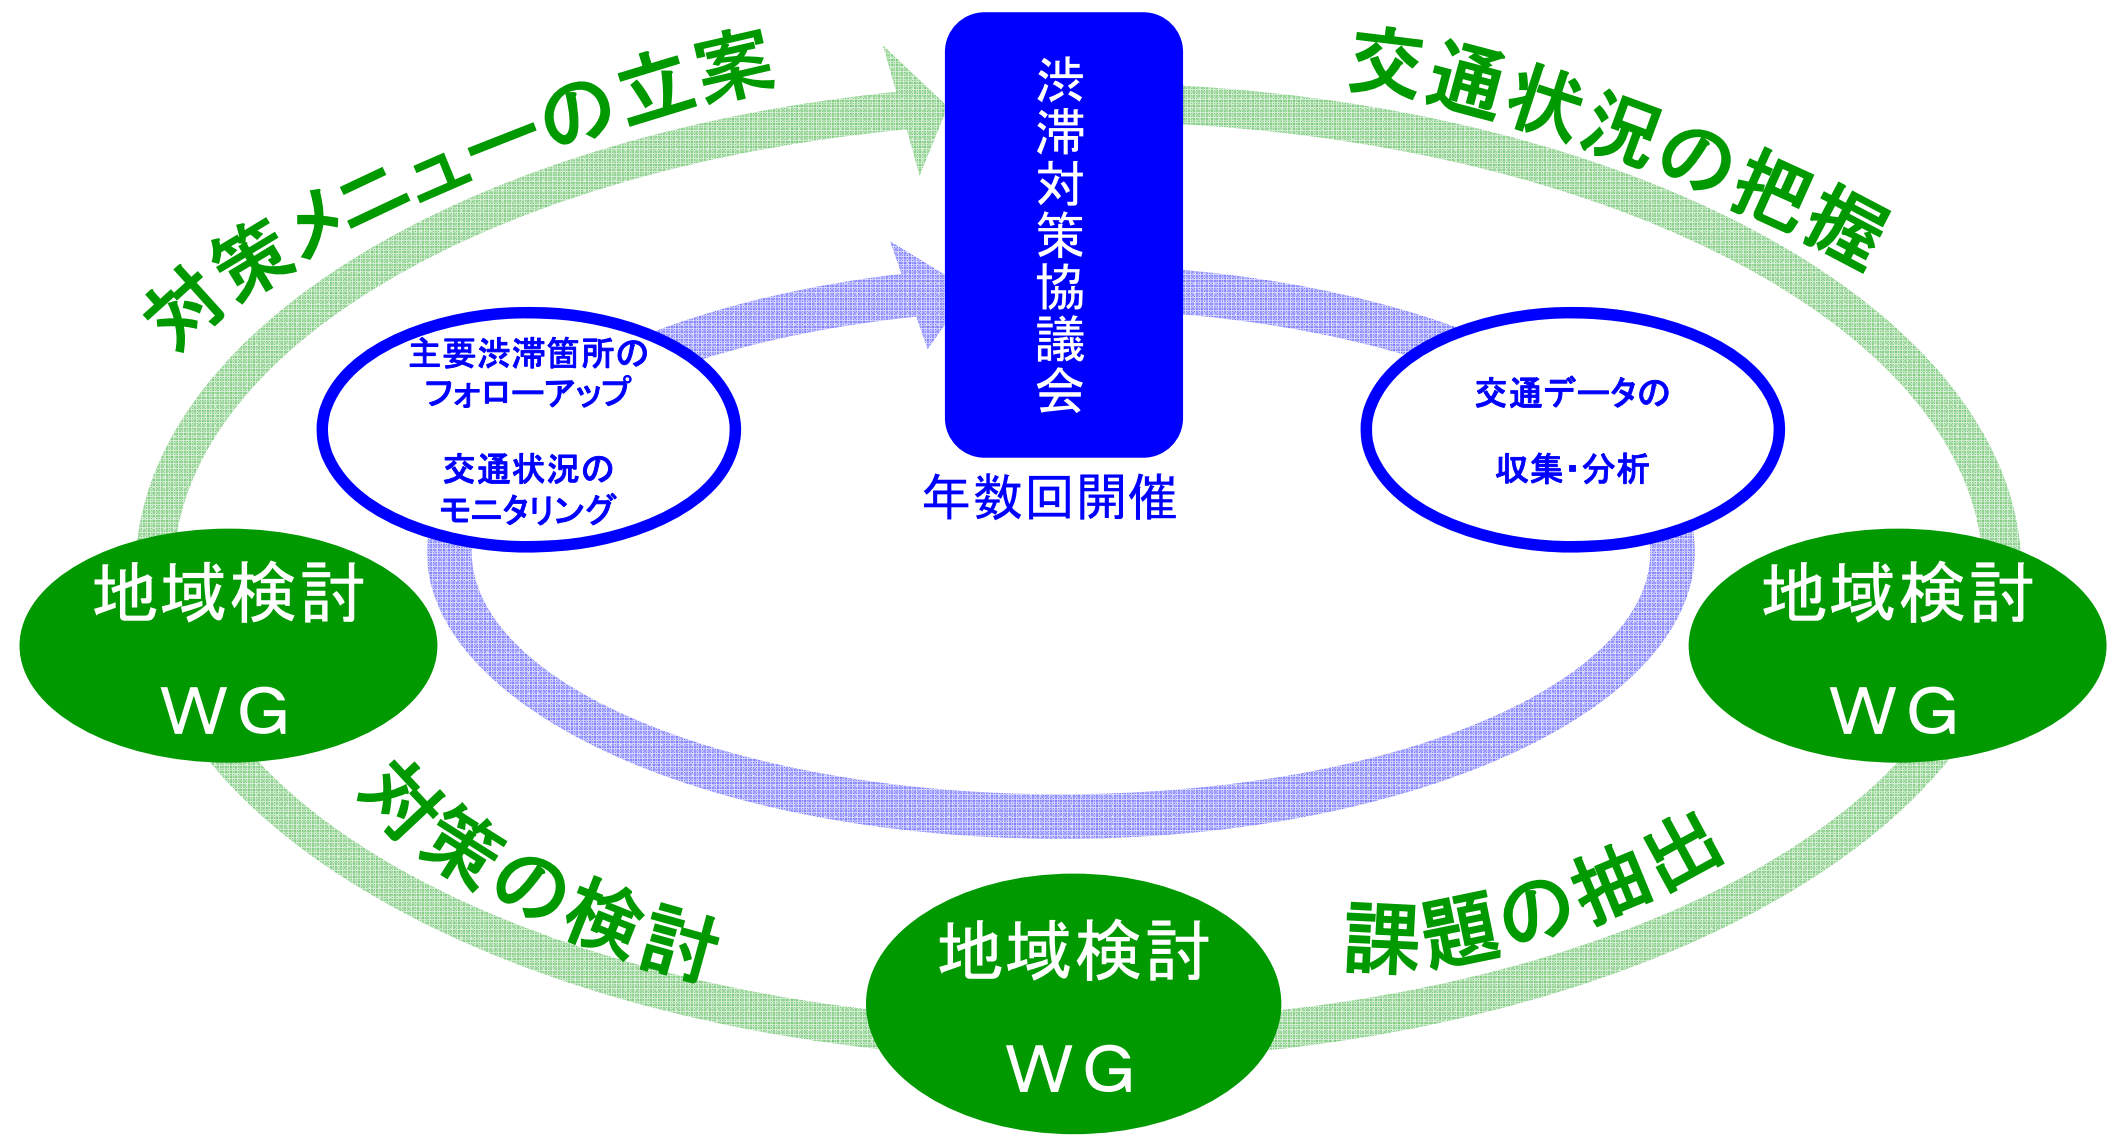 対策メニューの立案
渋滞対策協議会
交通状況の把握
主要渋滞箇所の
フォローアップ
交通状況の
モニタリング
年数回開催
交通データの
収集・分析
地域検討
ＷＧ
地域検討
ＷＧ
対策の検討
課題の抽出
地域検討
ＷＧ